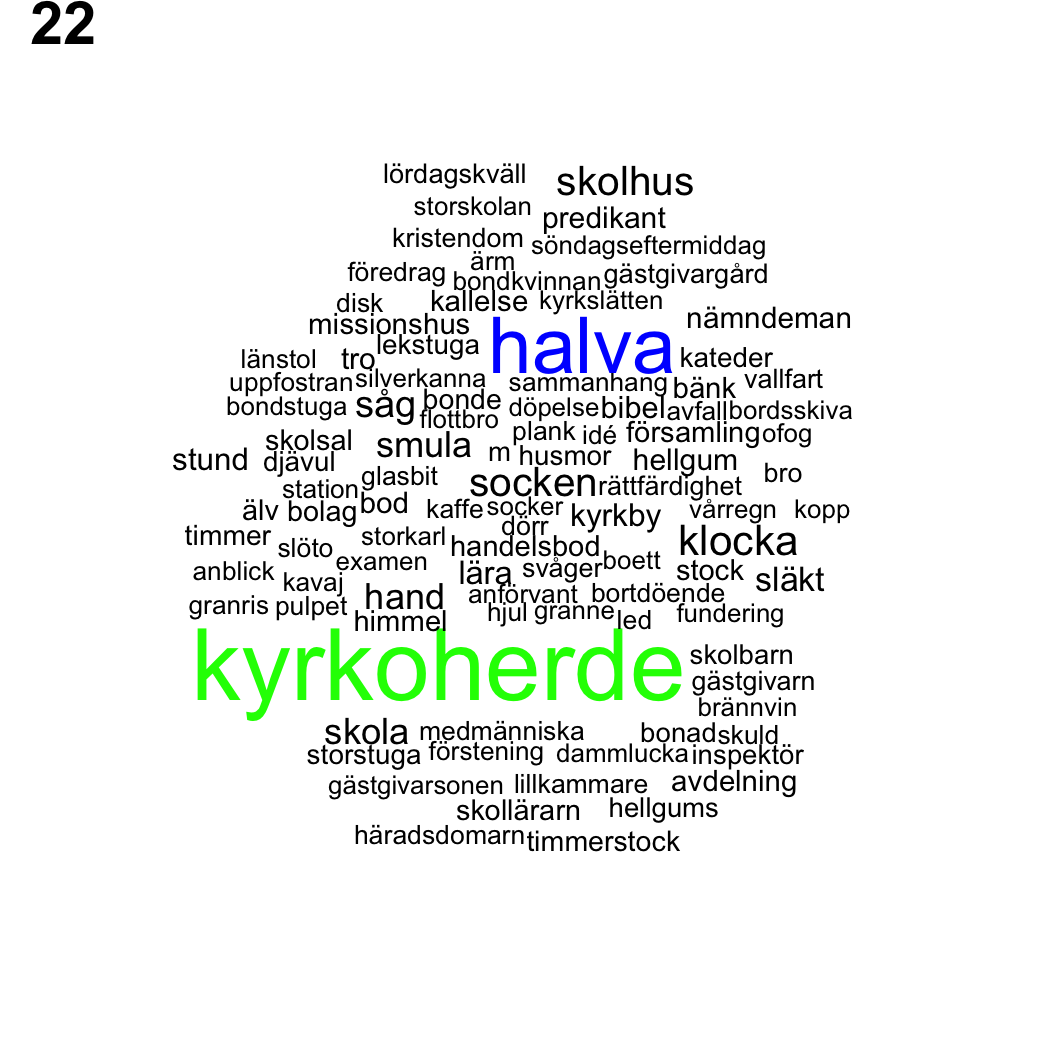 22
lördagskväll skolhus
storskolan predikant
kristendom söndagseftermiddag
ärm
föredrag bondkvinnan gästgivargård
disk kallelse kyrkslätten
missionshus nämndeman
lekstuga halva
länstol tro kateder
uppfostran silverkanna sammanhang bänk vallfart
bondstuga såg bonde döpelse bibel avfall bordsskiva
flottbro
skolsal smula plank idé församling ofog
stund djävul m husmor hellgum bro
station glasbit socken rättfärdighet
älv bolag bod kaffe socker kyrkby vårregn kopp
dörr
timmer slöto storkarl handelsbod klocka
anblick examen lära svåger boett stock släkt
kavaj
granris pulpet hand anförvant bortdöende
himmel hjul granne led fundering
kyrkoherde skolbarn
gästgivarn
brännvin
skola medmänniska bonad skuld
storstuga förstening dammlucka inspektör
gästgivarsonen lillkammare avdelning
skollärarn hellgums
häradsdomarn timmerstock